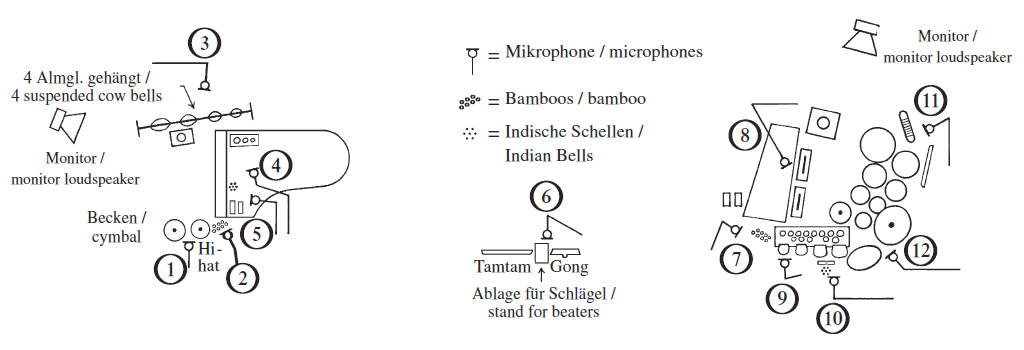 3
4 Almgl. gehängt /
4 suspended cow bells
Monitor /
monitor loudspeaker
4
Becken /
cymbal
5
Hi-
hat
1
2
= Mikrophone / microphones
= Bamboos / bamboo
= Indische Schellen /
Indian Bells
6
Tamtam Gong
Ablage für Schlägel /
stand for beaters
Monitor /
monitor loudspeaker
11
8
7
12
9
10